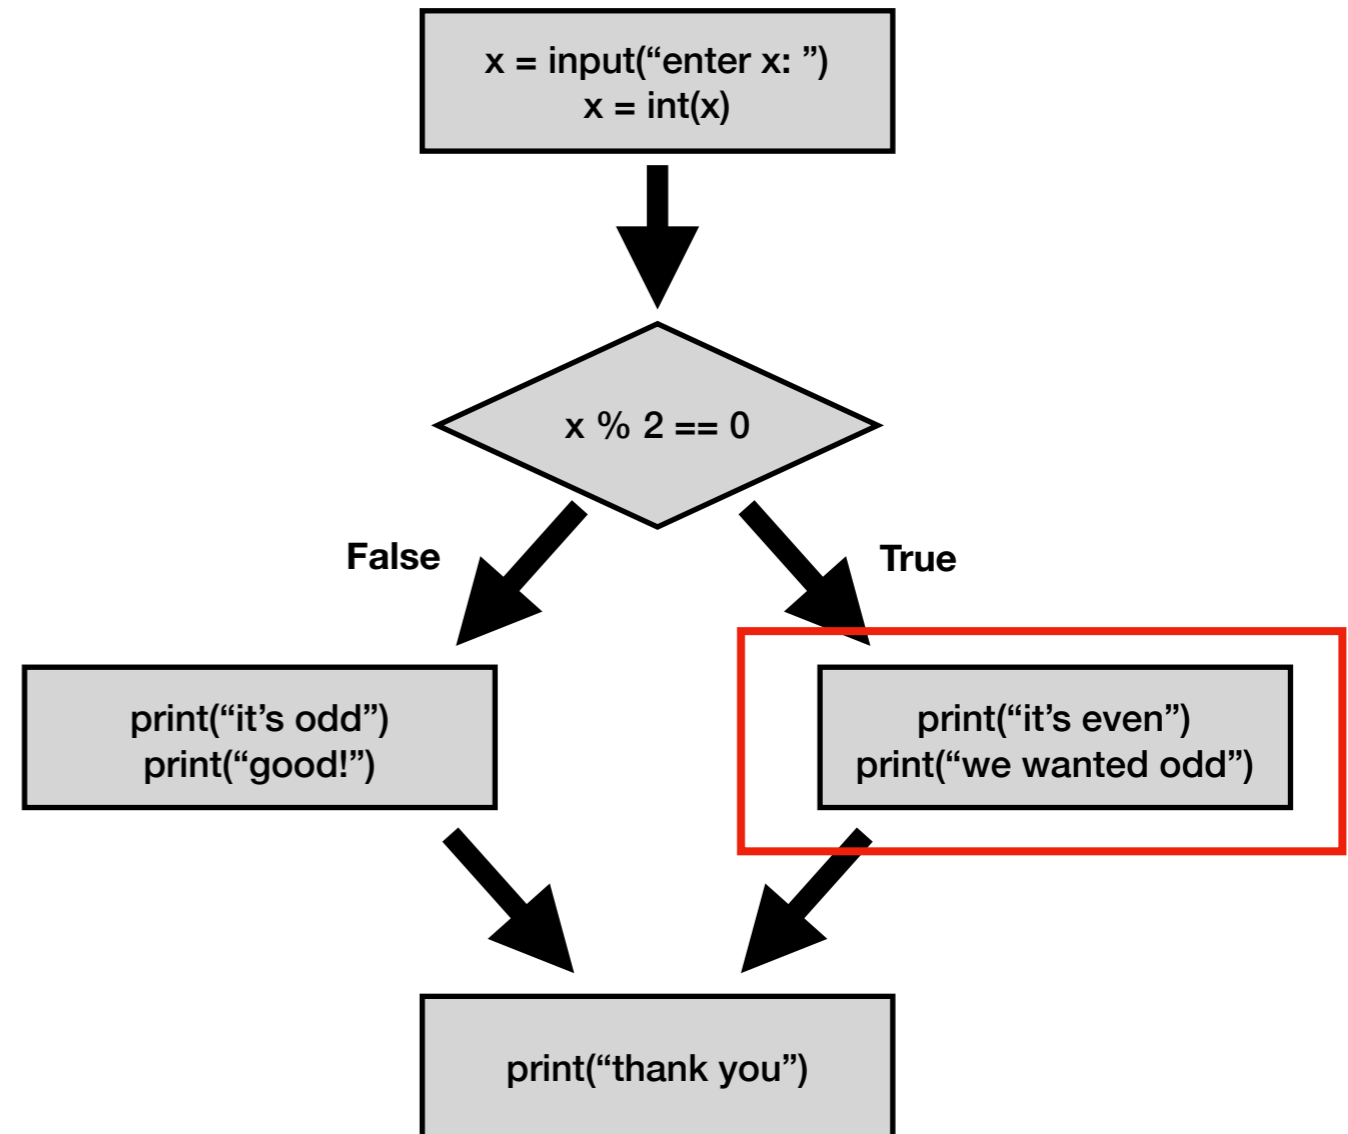 x = input(“enter x: ”)
x = int(x)
x % 2 == 0
False
True
print(“it’s odd”)
print(“good!”)
print(“it’s even”)
print(“we wanted odd”)
print(“thank you”)